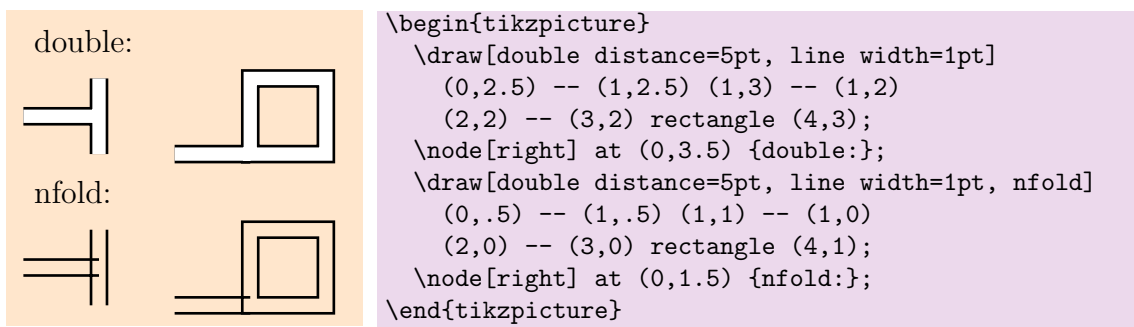 double:
nfold:
\begin{tikzpicture}
  \draw[double distance=5pt, line width=1pt]
    (0,2.5) -- (1,2.5) (1,3) -- (1,2)
    (2,2) -- (3,2) rectangle (4,3);
  \node[right] at (0,3.5) {double:};
  \draw[double distance=5pt, line width=1pt, nfold]
    (0,.5) -- (1,.5) (1,1) -- (1,0)
    (2,0) -- (3,0) rectangle (4,1);
  \node[right] at (0,1.5) {nfold:};
\end{tikzpicture}